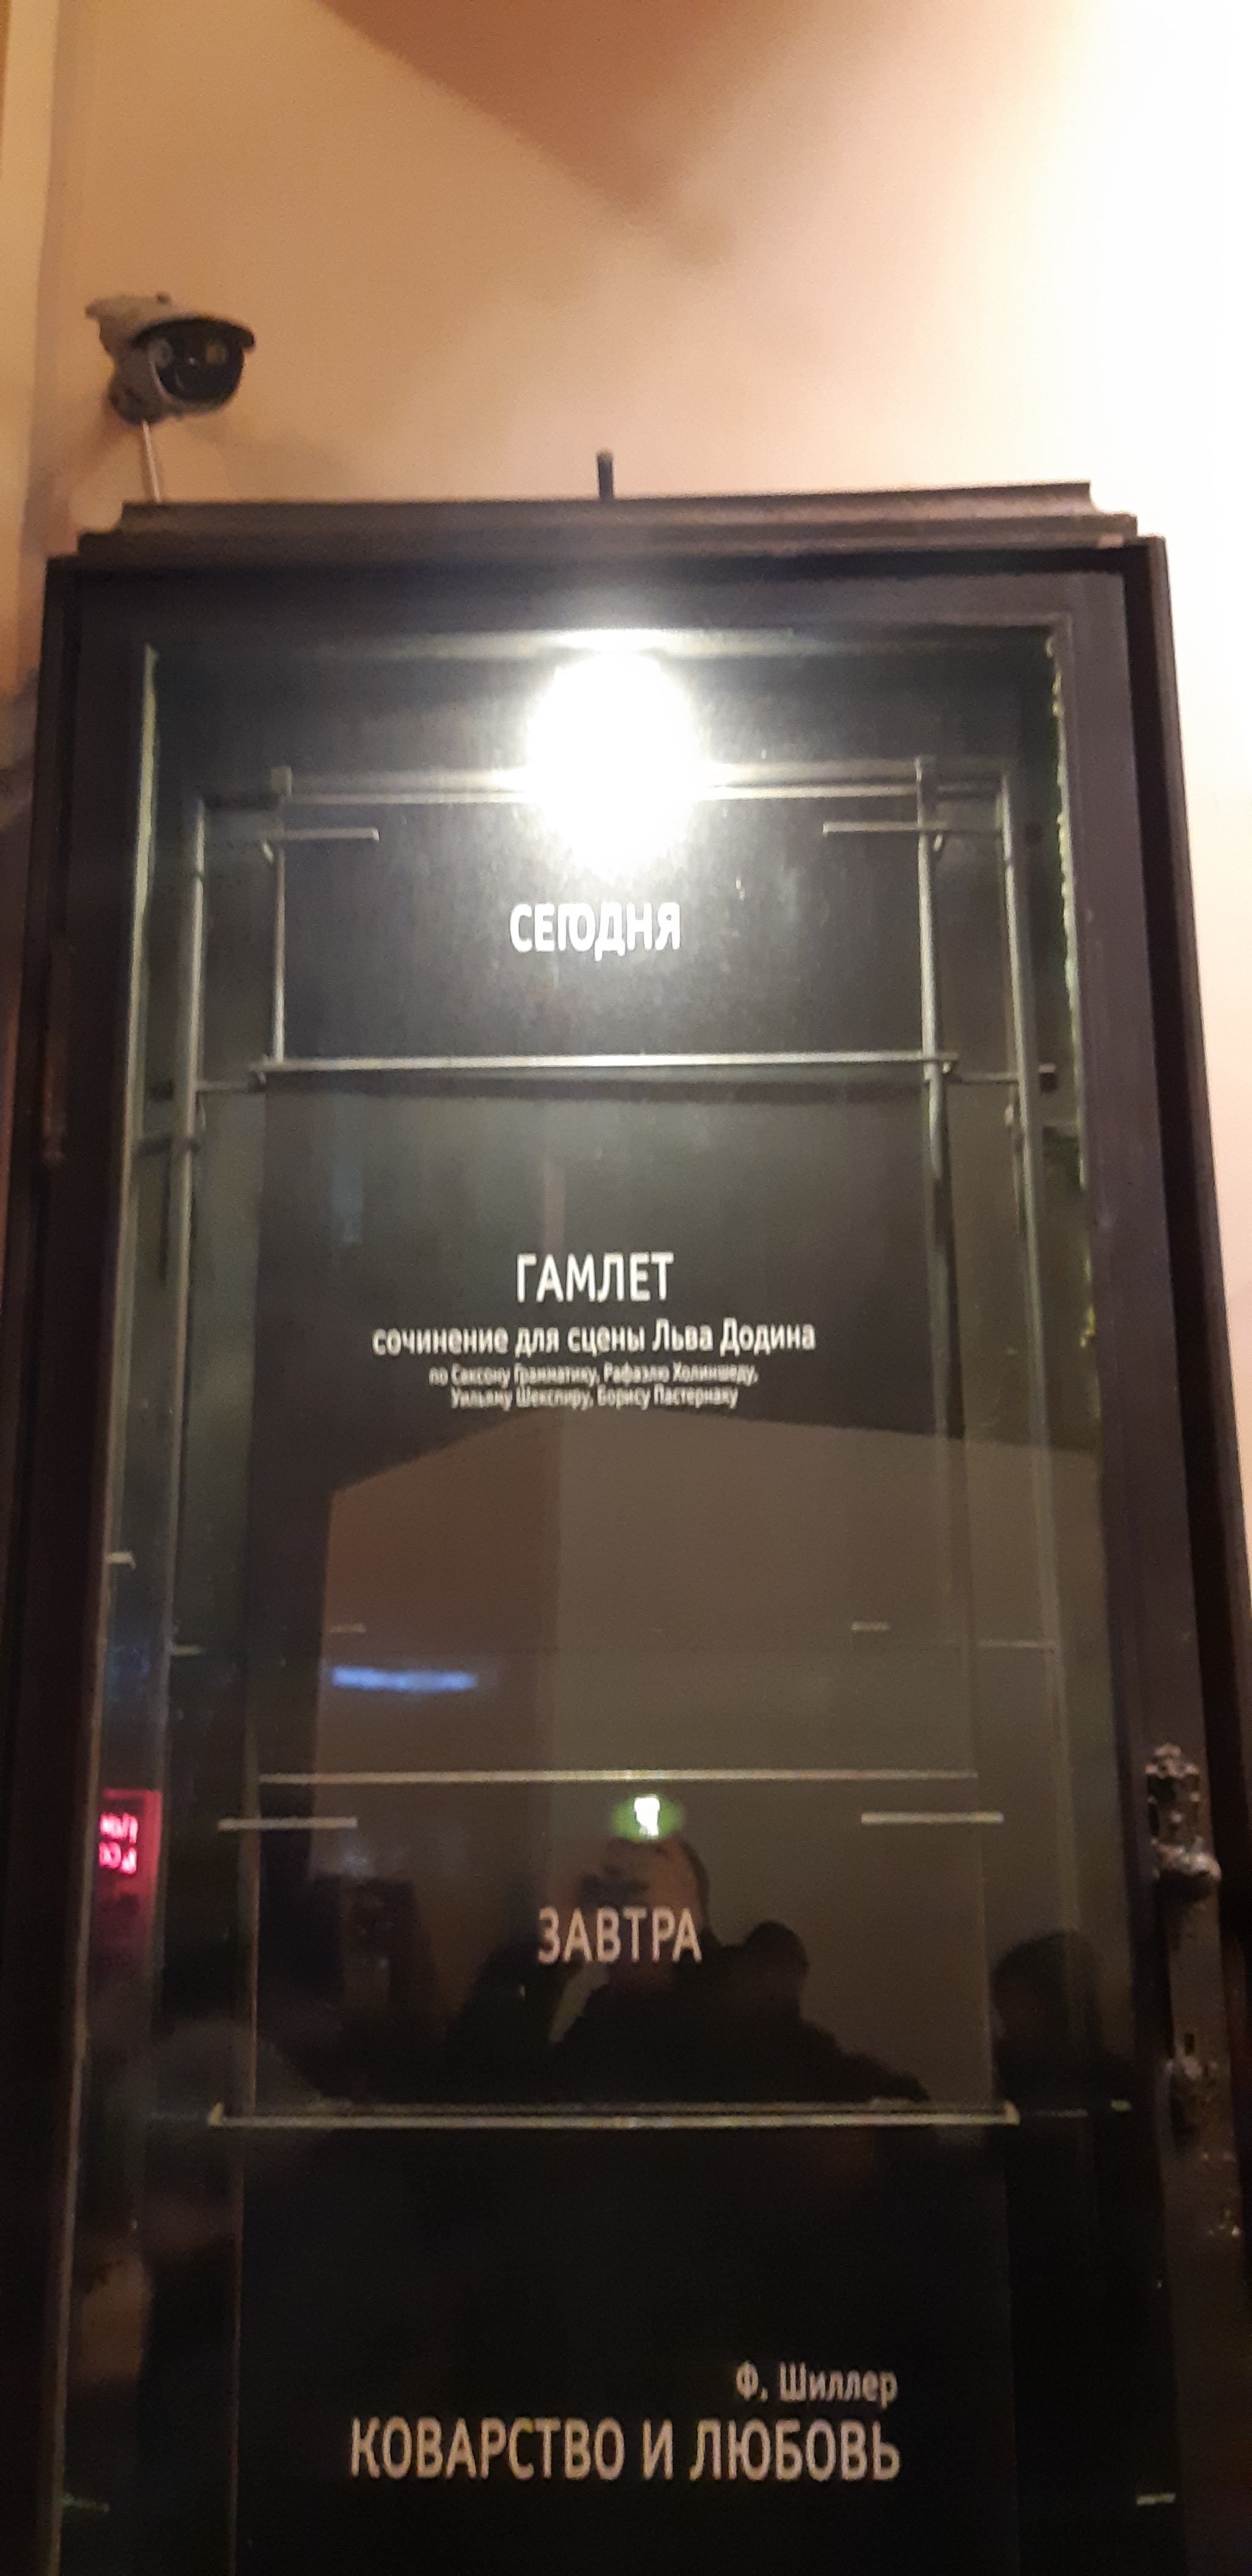 СЕГОДНЯ
ГАМЛЕТ
сочинение для сцены Льва Додина
по Саксону Грамматику, Рафаэлю Холиншеду,
Уильяму Шекспиру, Борису Пастернаку
ЗАВТРА
Ф. Шиллер
КОВАРСТВО И ЛЮБОВЬ